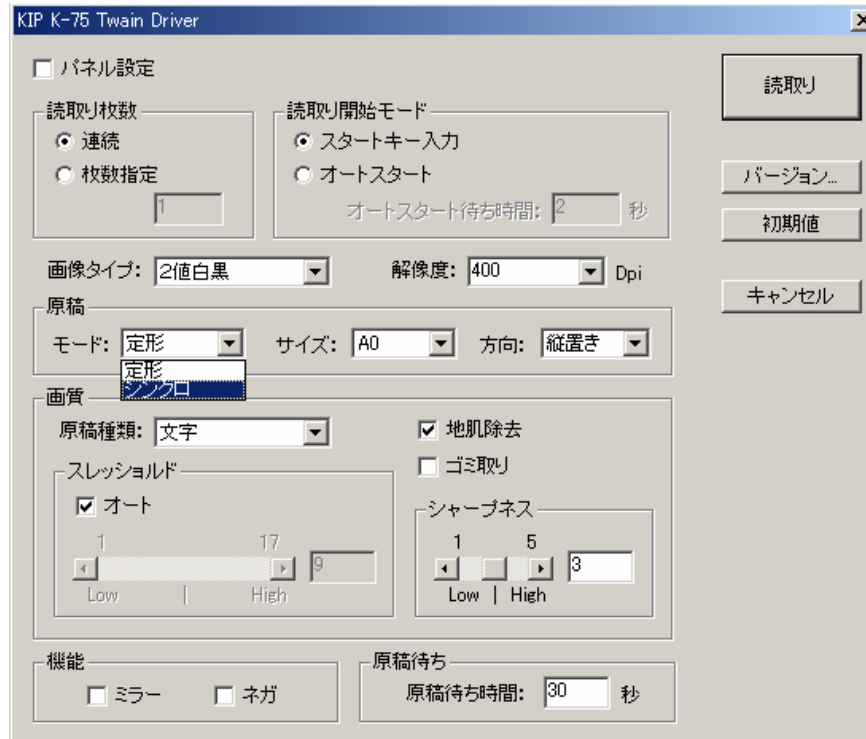 KIP K-75 Twain Driver
パネル設定
読取り
読取り枚数
読取り開始モード
連続
スタートキー入力
枚数指定
オートスタート
1
オートスタート待ち時間: 2 秒
バージョン...
初期値
画像タイプ: 2値白黒
解像度: 400 Dpi
キャンセル
原稿
モード: 定形
サイズ: A0
方向: 縦置き
定形
シンクロ
画質
原稿種類: 文字
地肌除去
ゴミ取り
スレッショルド
オート
シャープネス
1 17
1 5
9
3
Low | High
Low | High
機能
原稿待ち
ミラー
ネガ
原稿待ち時間: 30 秒